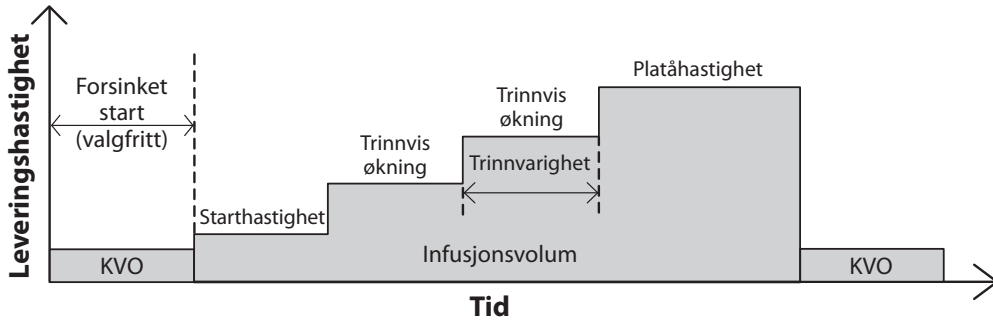 Leveringshastighet
Forsinket
start
(valgfritt)
KVO
Starthastighet
Trinnvis
økning
Trinnvis
økning
Trinnvarighet
Platåhastighet
Infusjonsvolum
KVO
Tid